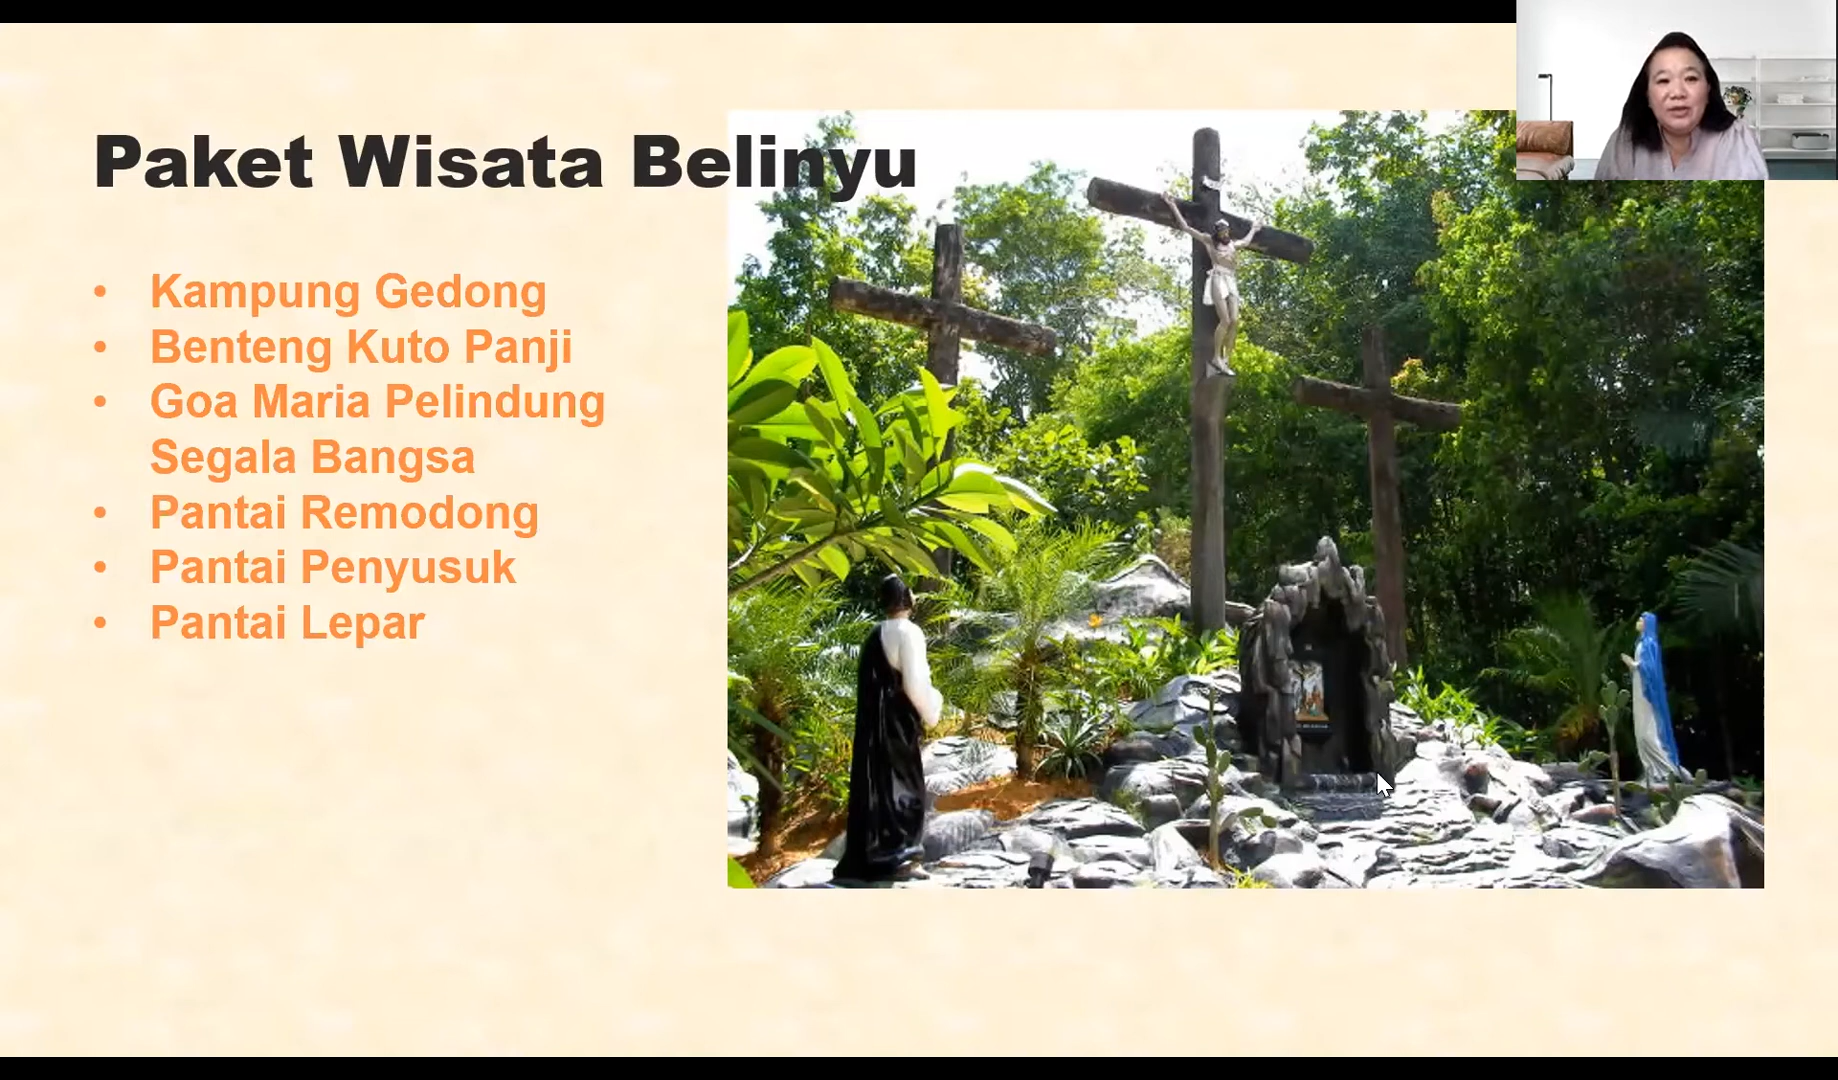 Paket Wisata Belinyu
• Kampung Gedong
• Benteng Kuto Panji
• Goa Maria Pelindung
Segala Bangsa
• Pantai Remodong
• Pantai Penyusuk
• Pantai Lepar